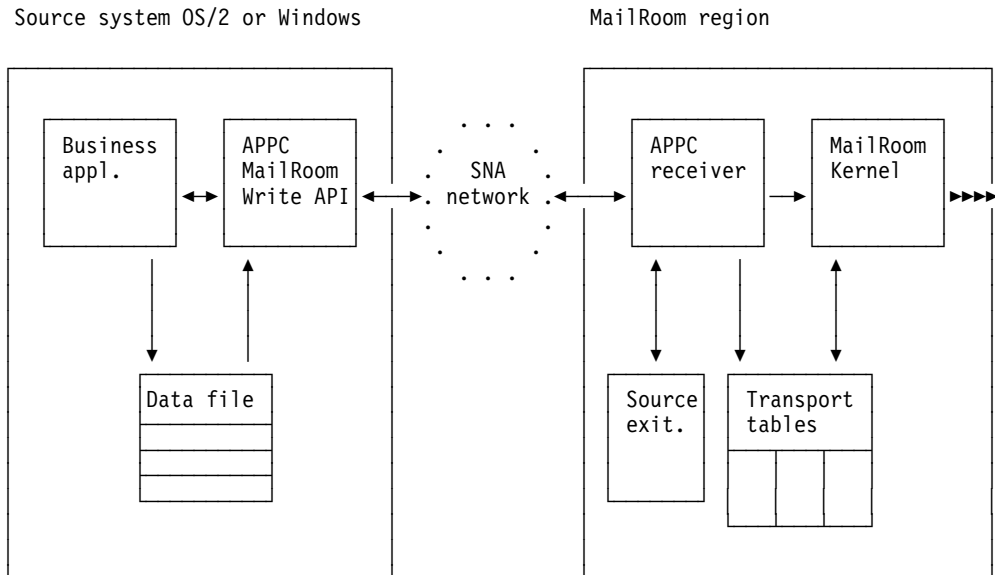 Source system OS/2 or Windows
MailRoom region
Business
appl.
APPC
MailRoom
Write API
SNA
network
APPC
receiver
MailRoom
Kernel
Data file
Source
exit.
Transport
tables